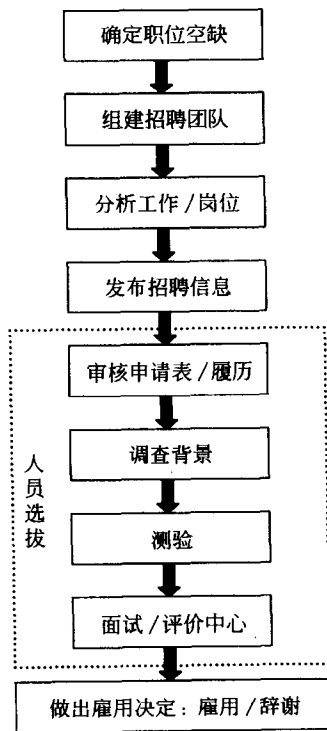 确定职位空缺
组建招聘团队
分析工作/岗位
发布招聘信息
人员选拔
审核申请表/履历
调查背景
测验
面试/评价中心
做出雇用决定：雇用/辞谢